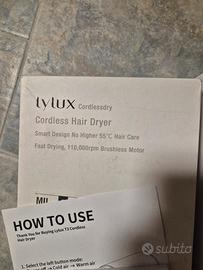 lylux Cordlessdry
Cordless Hair Dryer
Smart Design No Higher 55°C Hair Care
Fast Drying, 110,000rpm Brushless Motor
HOW TO USE
Thank You for Buying Lylux T3 Cordless
Hair Dryer
1. Select the left button mode:
Cold air → Warm air
subito